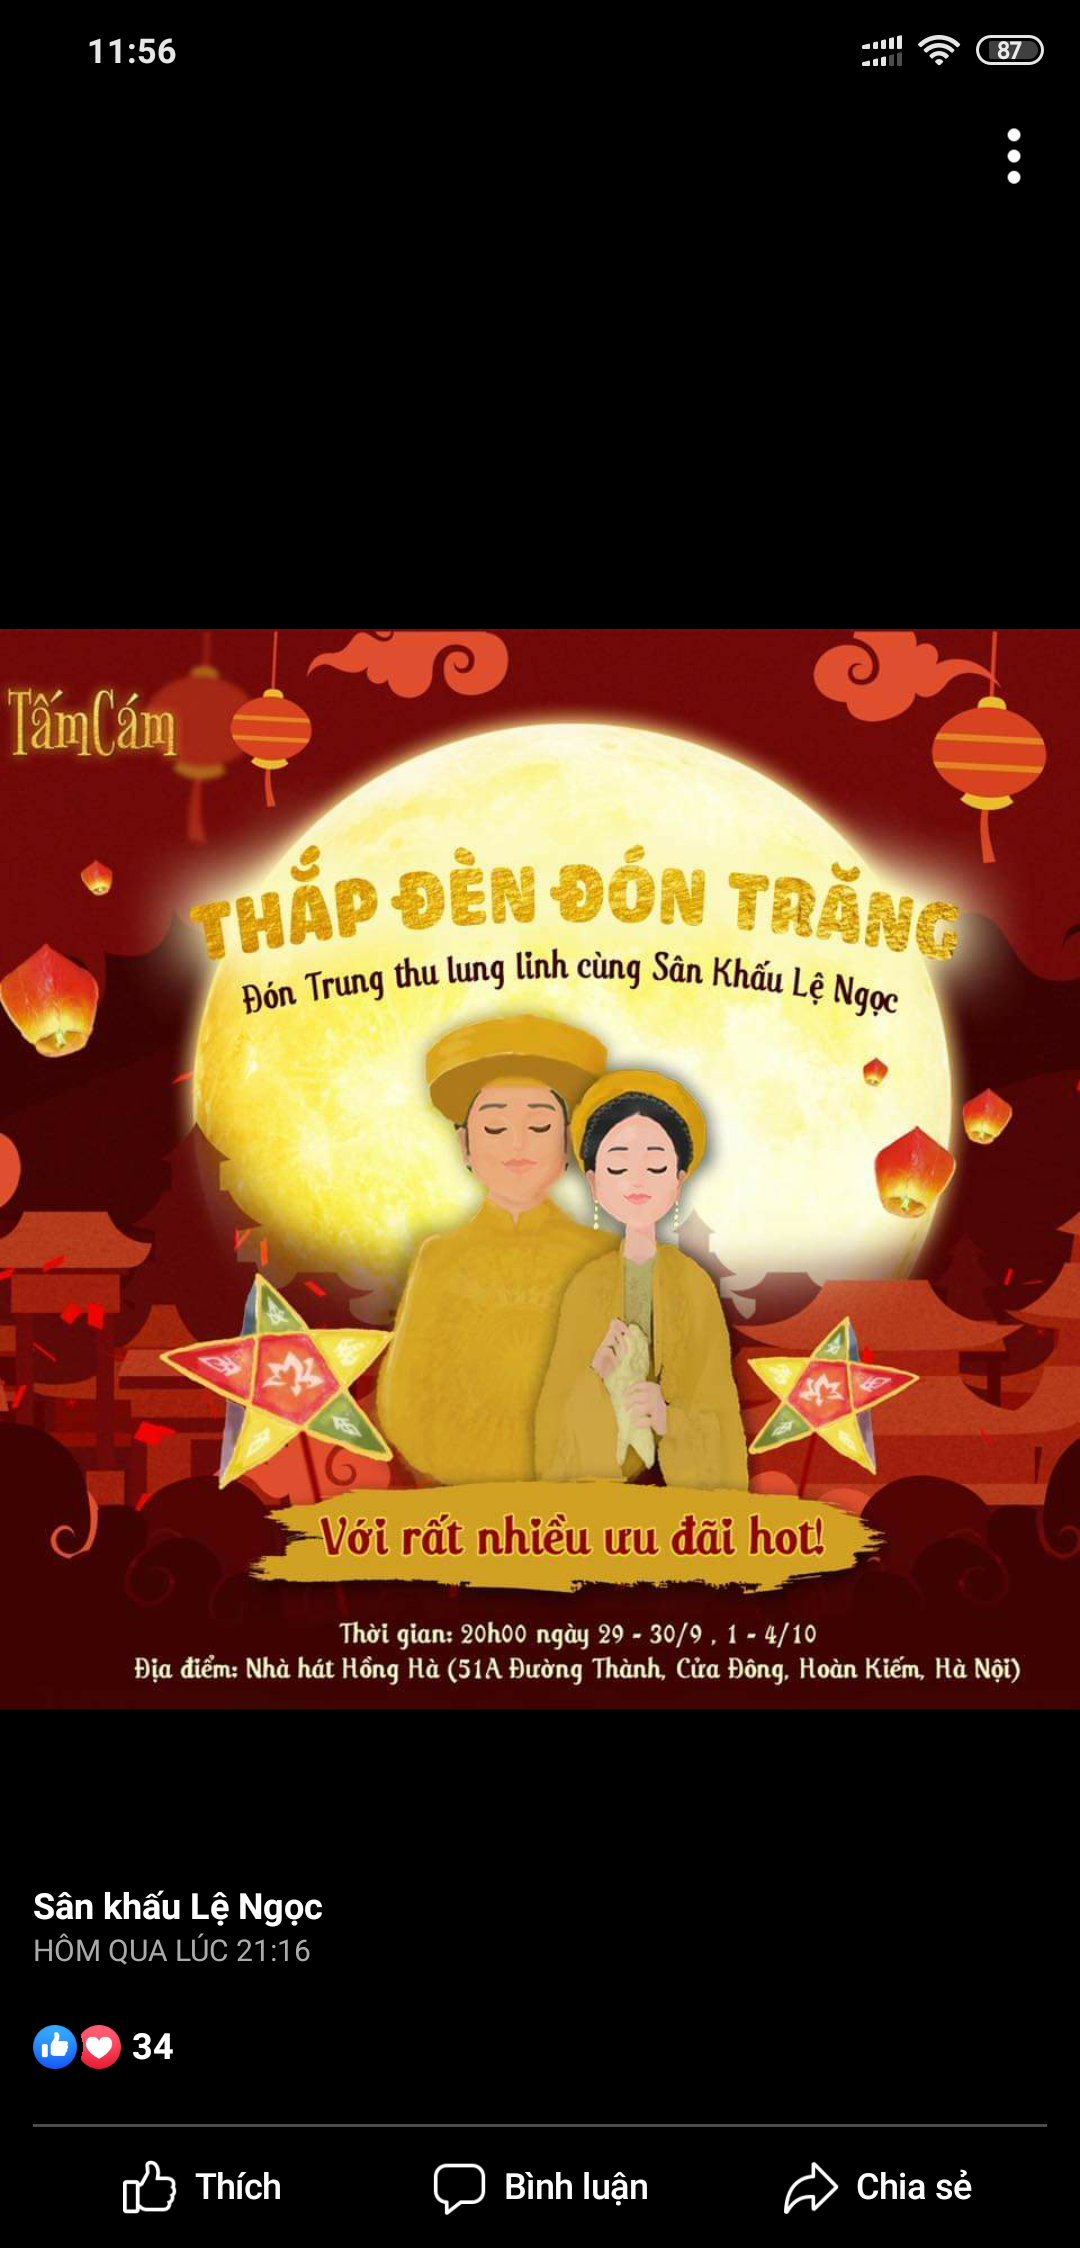 11:56
87
TấmCám
THẮP ĐÈN ĐÓN TRĂNG
Đón Trung thu lung linh cùng Sân Khấu Lệ Ngọc
Với rất nhiều ưu đãi hot!
Thời gian: 20h00 ngày 29 - 30/9 , 1 - 4/10
Địa điểm: Nhà hát Hồng Hà (51A Đường Thành, Cửa Đông, Hoàn Kiếm, Hà Nội)
Sân khấu Lệ Ngọc
HÔM QUA LÚC 21:16
34
Thích Bình luận Chia sẻ